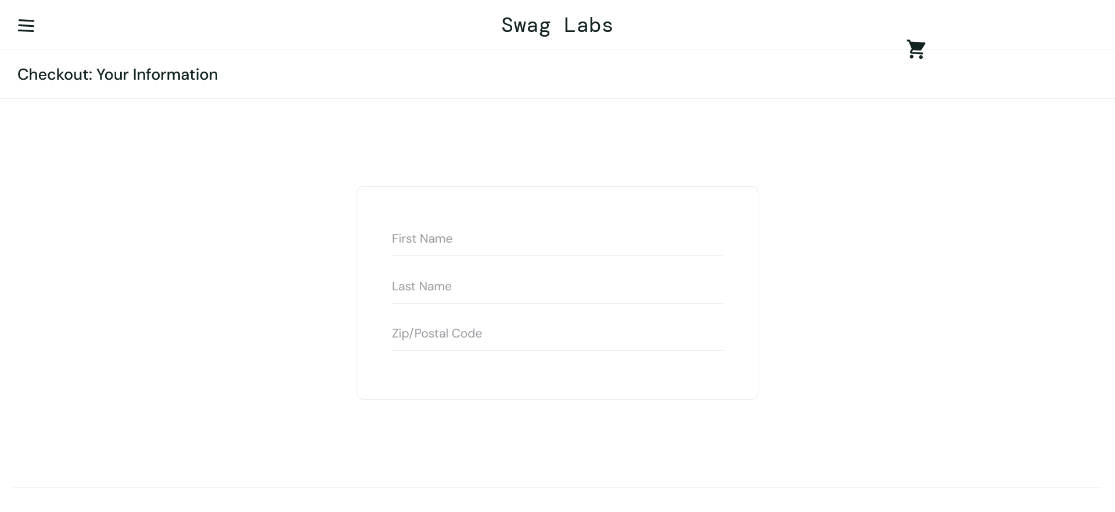 Swag Labs
Checkout: Your Information
First Name
Last Name
Zip/Postal Code